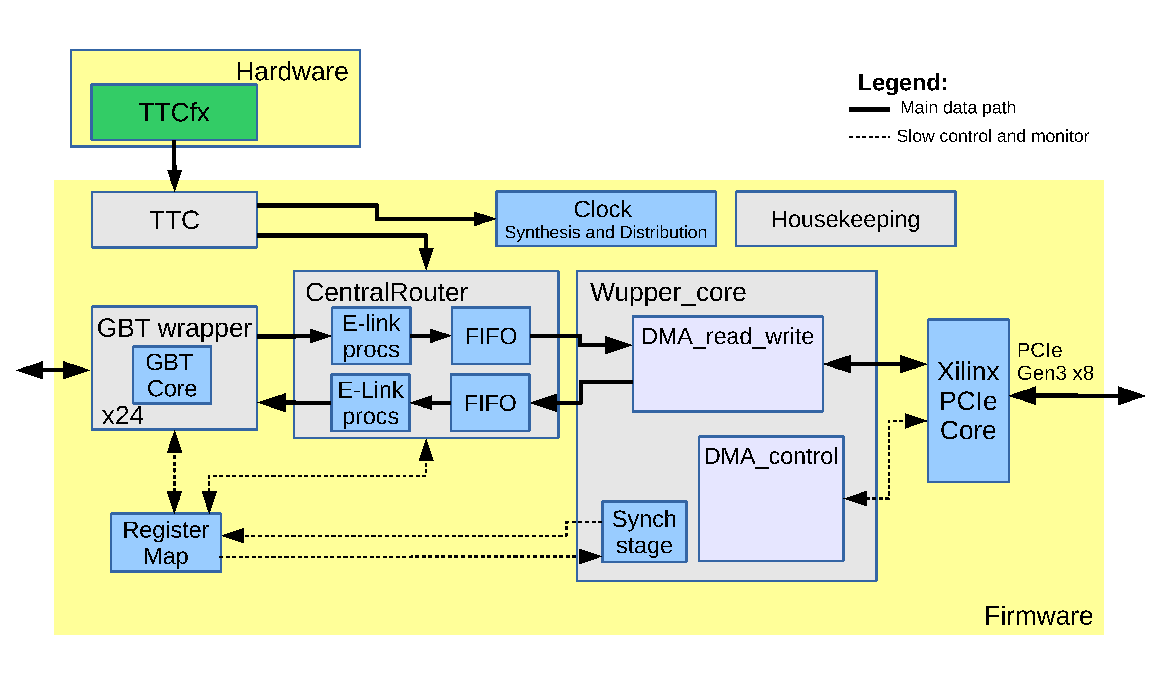 Hardware
TTCfx
Legend:
Main data path
Slow control and monitor
TTC
Clock
Synthesis and Distribution
Housekeeping
CentralRouter
E-link
procs
FIFO
E-Link
procs
FIFO
GBT wrapper
GBT
Core
x24
Wupper_core
DMA_read_write
DMA_control
Synch
stage
Xilinx
PCIe
Core
PCIe
Gen3 x8
Register
Map
Firmware